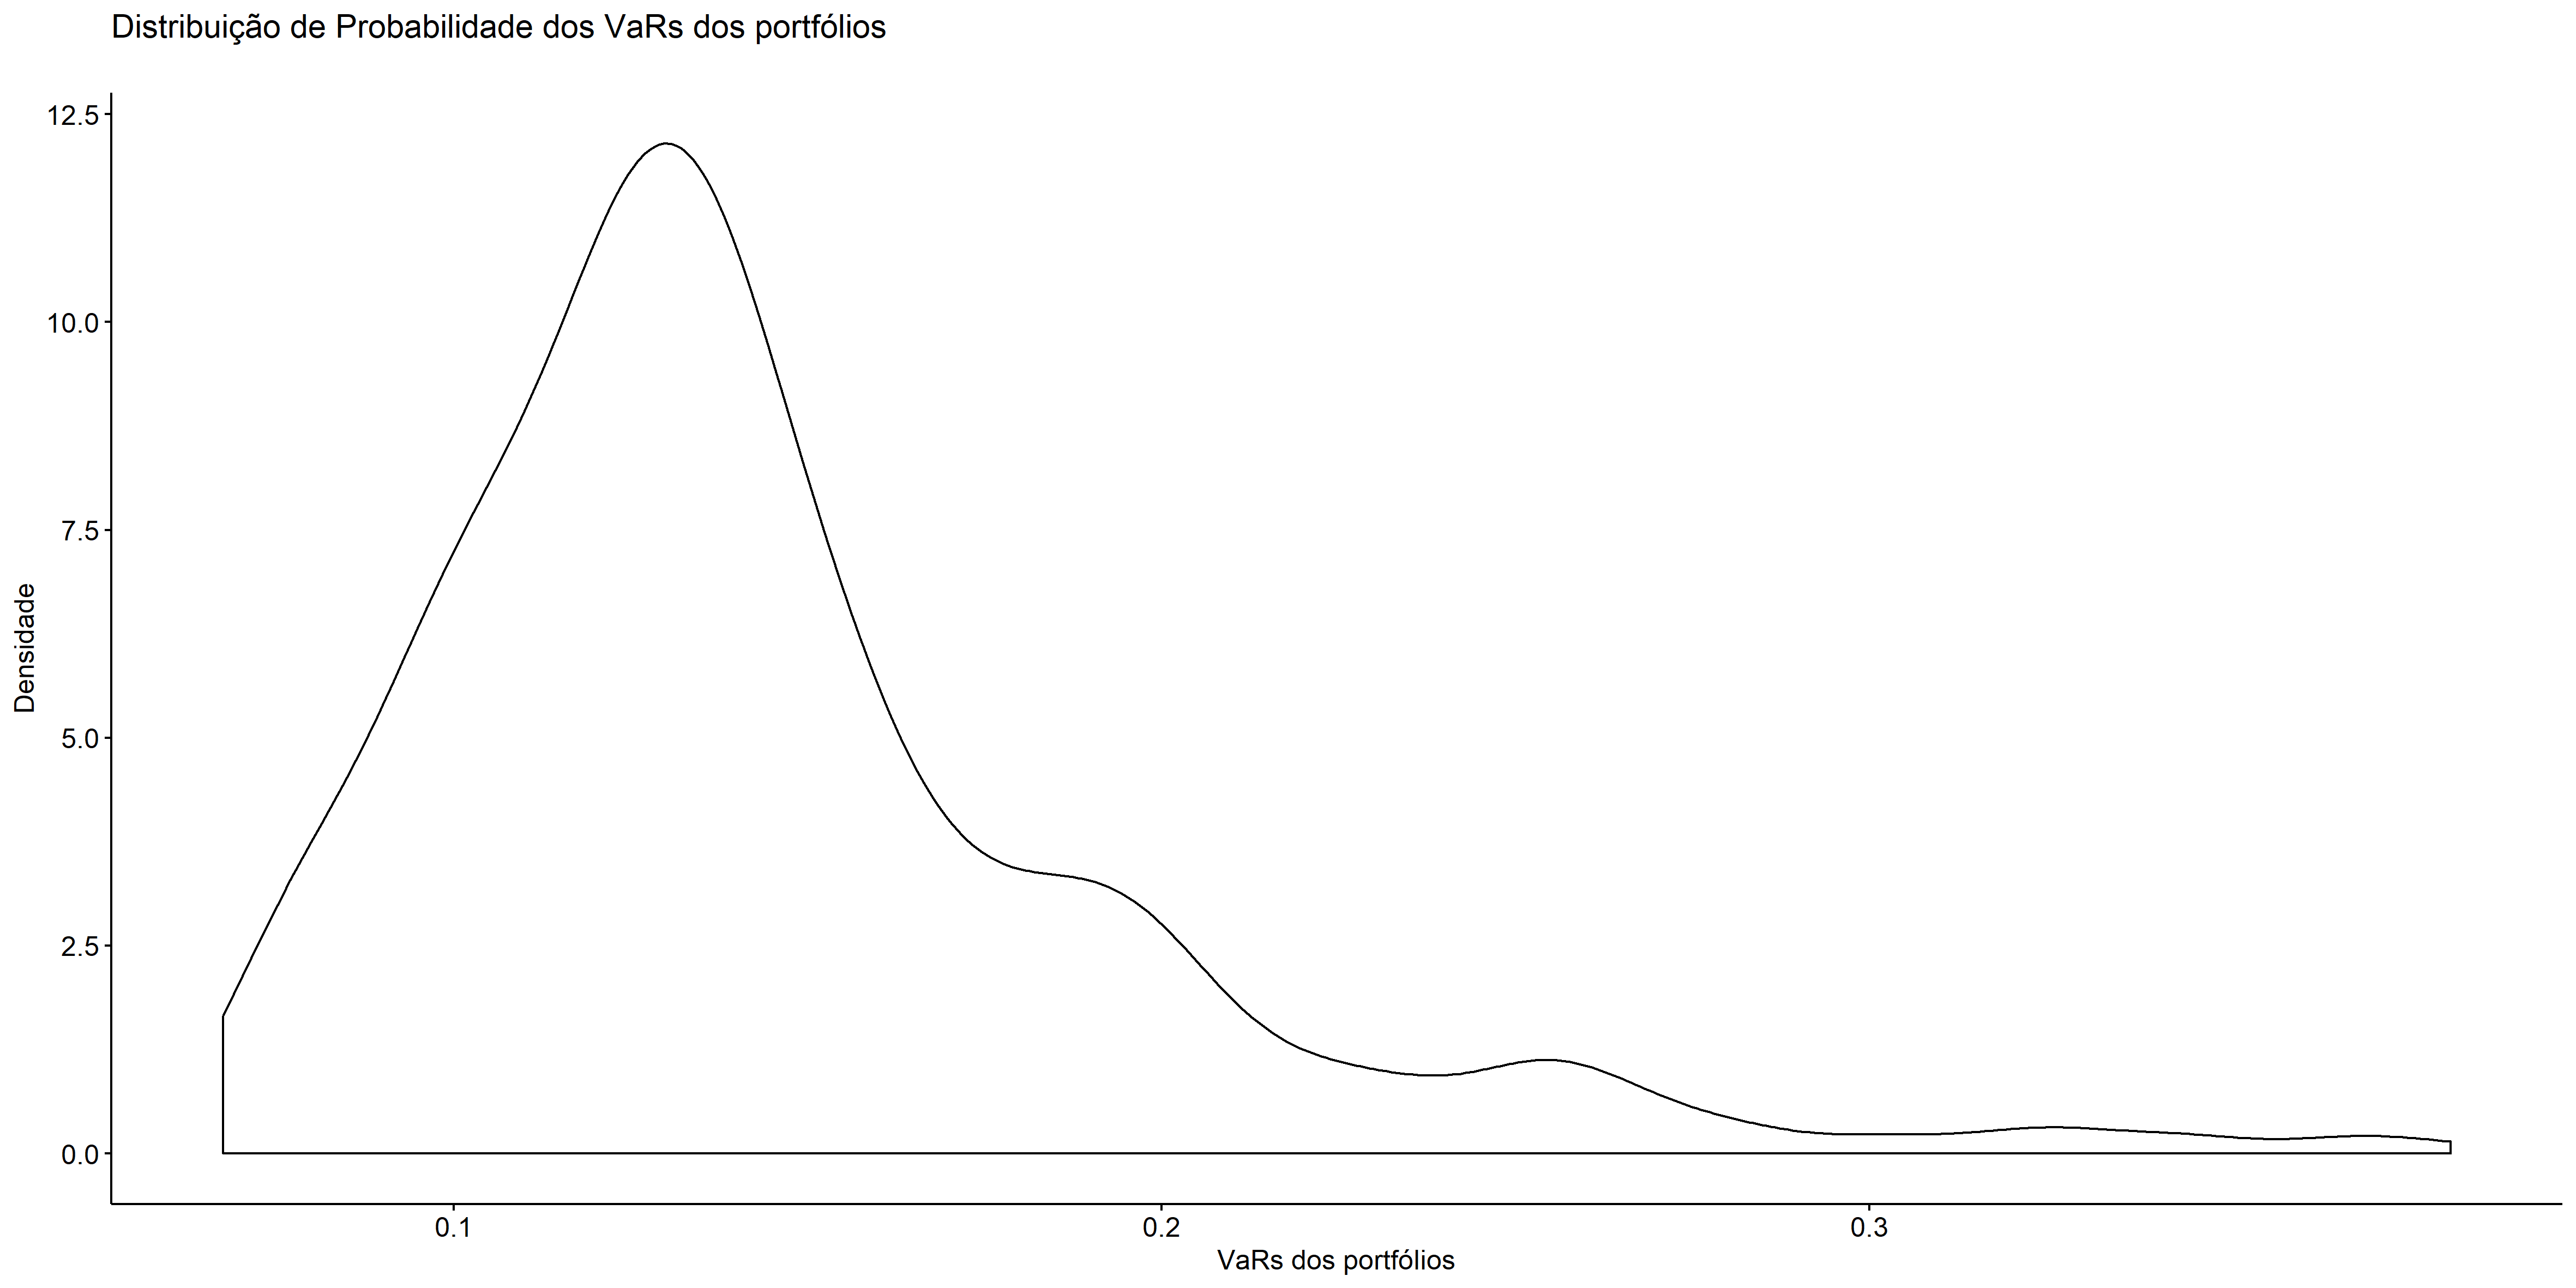 Distribuição de Probabilidade dos VaRs dos portfólios
12.5
10.0
7.5
5.0
2.5
0.0
Densidade
0.1 0.2 0.3
VaRs dos portfólios